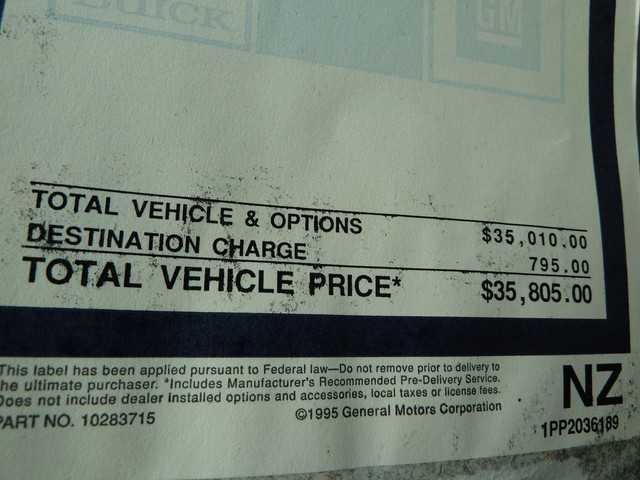 BUICK
GM
TOTAL VEHICLE & OPTIONS $35,010.00
DESTINATION CHARGE 795.00
TOTAL VEHICLE PRICE* $35,805.00
This label has been applied pursuant to Federal law—Do not remove prior to delivery to
the ultimate purchaser. *Includes Manufacturer's Recommended Pre-Delivery Service.
Does not include dealer installed options and accessories, local taxes or license fees.
PART NO. 10283715 ©1995 General Motors Corporation
NZ
1PP2036189